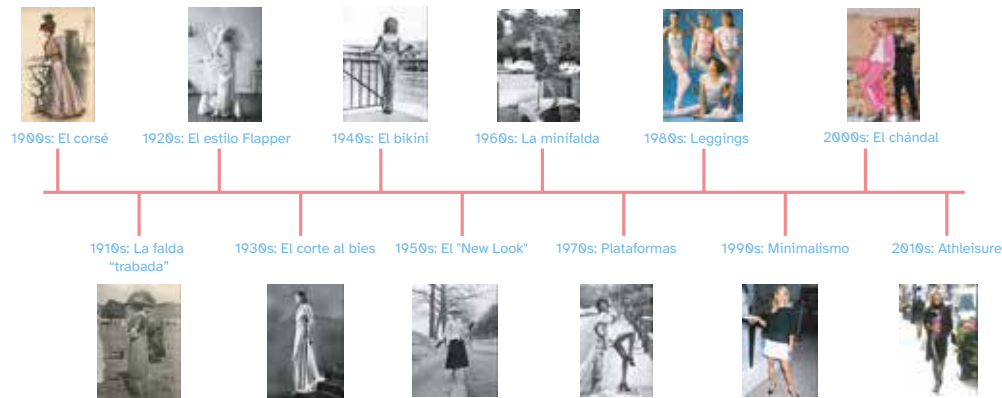 1900s: El corsé
1920s: El estilo Flapper
1940s: El bikini
1960s: La minifalda
1980s: Leggings
2000s: El chándal
1910s: La falda
“trabada”
1930s: El corte al bies
1950s: El "New Look"
1970s: Plataformas
1990s: Minimalismo
2010s: Athleisure